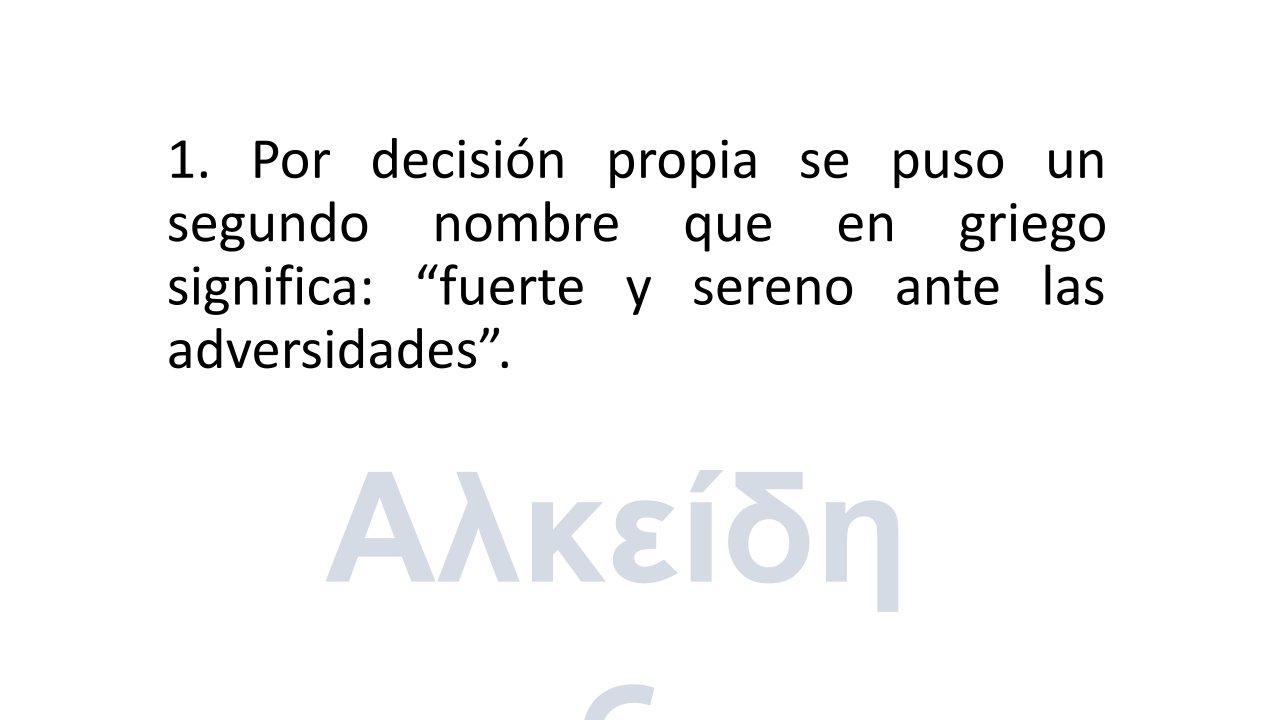 1. Por decisión propia se puso un
segundo nombre que en griego
significa: “fuerte y sereno ante las
adversidades”.
Αλκείδη
ς